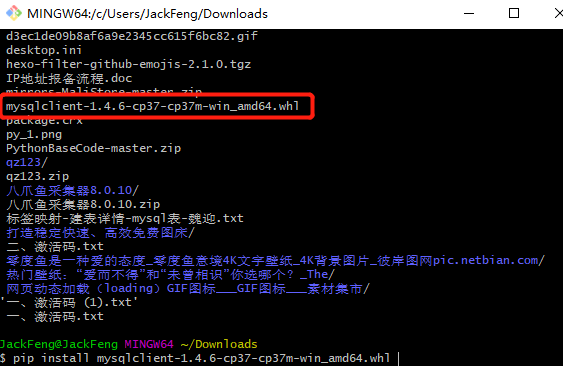 MINGW64:/c/Users/JackFeng/Downloads
d3ec1de09b8af6a9e2345cc615f6bc82.gif
desktop.ini
hexo-filter-github-emojis-2.1.0.tgz
IP地址报备流程.doc
mirrors-MaliStore-master.zip
mysqlclient-1.4.6-cp37-cp37m-win_amd64.whl
package.crx
py_1.png
PythonBaseCode-master.zip
qz123/
qz123.zip
八爪鱼采集器8.0.10/
八爪鱼采集器8.0.10.zip
标签映射-建表详情-mysql表-魏迎.txt
打造稳定快速、高效免费图床/
二、激活码.txt
零度鱼是一种爱的态度_零度鱼意境4K文字壁纸_4K背景图片_彼岸图网pic.netbian.com/
热门壁纸：“爱而不得”和“未曾相识”你选哪个？_The/
网页动态加载（loading）GIF图标___GIF图标___素材集市/
'一、激活码 (1).txt'
一、激活码.txt
JackFeng@JackFeng MINGW64 ~/Downloads
$ pip install mysqlclient-1.4.6-cp37-cp37m-win_amd64.whl